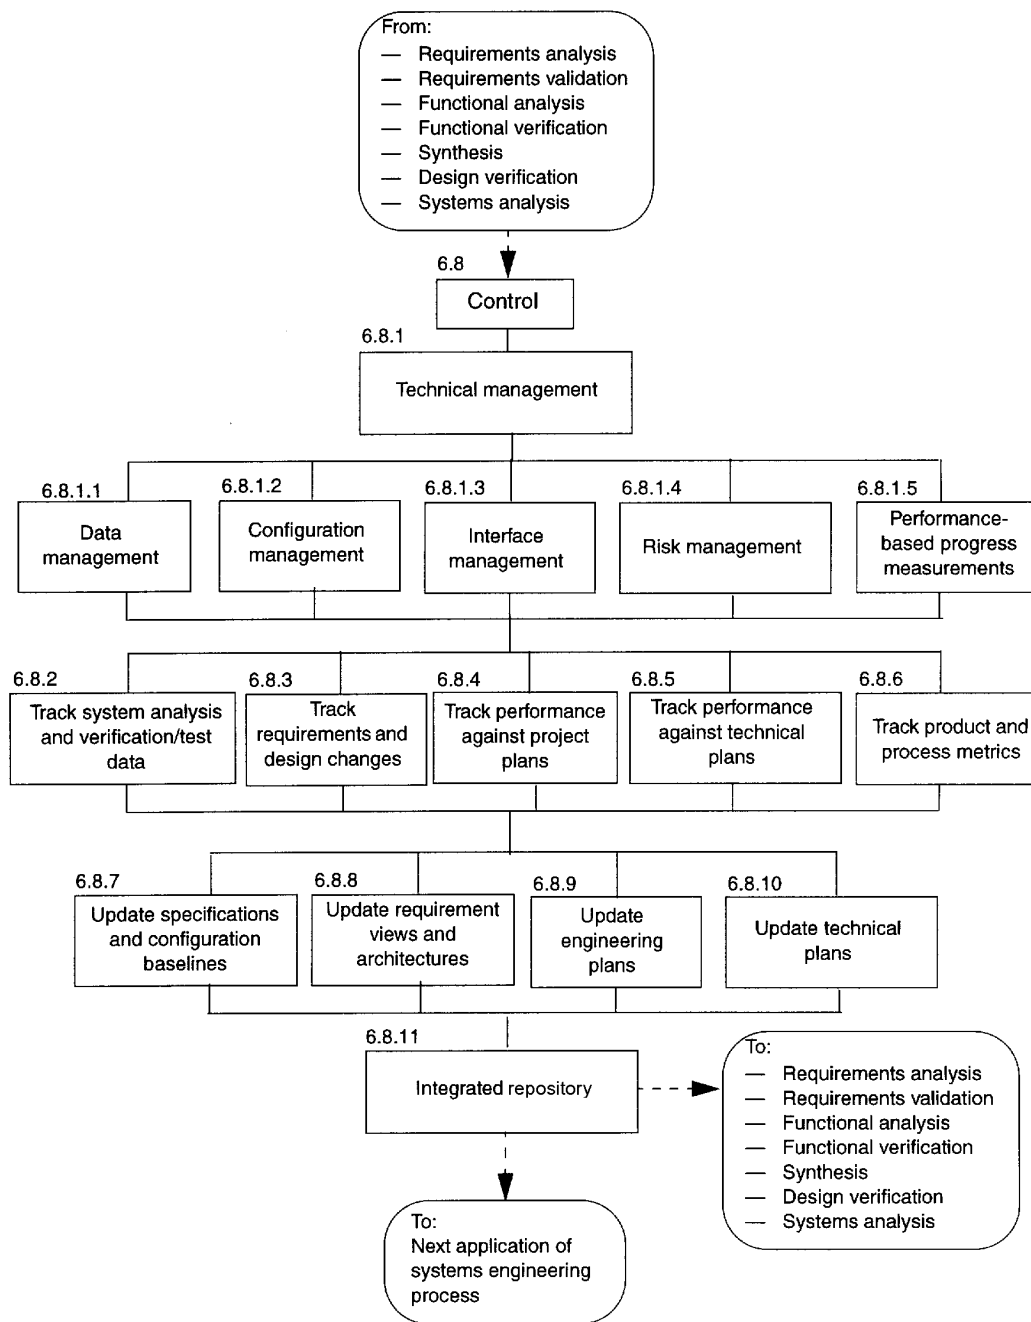 From:
— Requirements analysis
— Requirements validation
— Functional analysis
— Functional verification
— Synthesis
— Design verification
— Systems analysis
6.8
Control
6.8.1
Technical management
6.8.1.1
Data
management
6.8.1.2
Configuration
management
6.8.1.3
Interface
management
6.8.1.4
Risk management
6.8.1.5
Performance-
based progress
measurements
6.8.2
Track system analysis
and verification/test
data
6.8.3
Track
requirements and
design changes
6.8.4
Track performance
against project
plans
6.8.5
Track performance
against technical
plans
6.8.6
Track product and
process metrics
6.8.7
Update specifications
and configuration
baselines
6.8.8
Update requirement
views and
architectures
6.8.9
Update
engineering
plans
6.8.10
Update technical
plans
6.8.11
Integrated repository
To:
— Requirements analysis
— Requirements validation
— Functional analysis
— Functional verification
— Synthesis
— Design verification
— Systems analysis
To:
Next application of
systems engineering
process